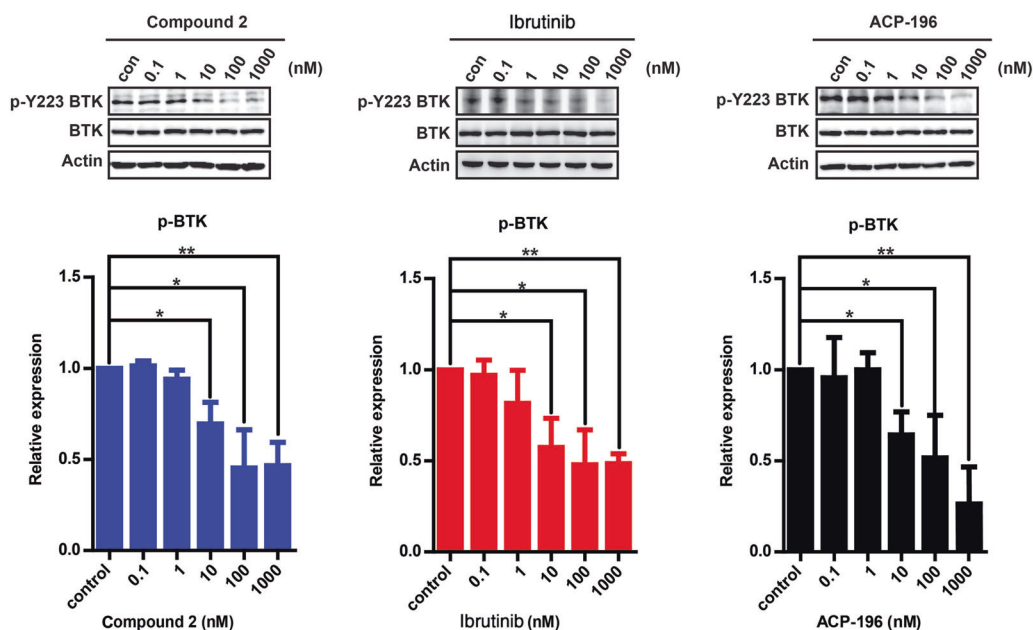 Compound 2
con 0.1 1 10 100 1000 (nM)
p-Y223 BTK
BTK
Actin
Ibrutinib
con 0.1 1 10 100 1000 (nM)
p-Y223 BTK
BTK
Actin
ACP-196
con 0.1 1 10 100 1000 (nM)
p-Y223 BTK
BTK
Actin
p-BTK
**
*
*
1.5
1.0
0.5
0.0
Relative expression
control 0.1 1 10 100 1000
Compound 2 (nM)
p-BTK
**
*
*
1.5
1.0
0.5
0.0
Relative expression
control 0.1 1 10 100 1000
Ibrutinib (nM)
p-BTK
**
*
*
1.5
1.0
0.5
0.0
Relative expression
control 0.1 1 10 100 1000
ACP-196 (nM)